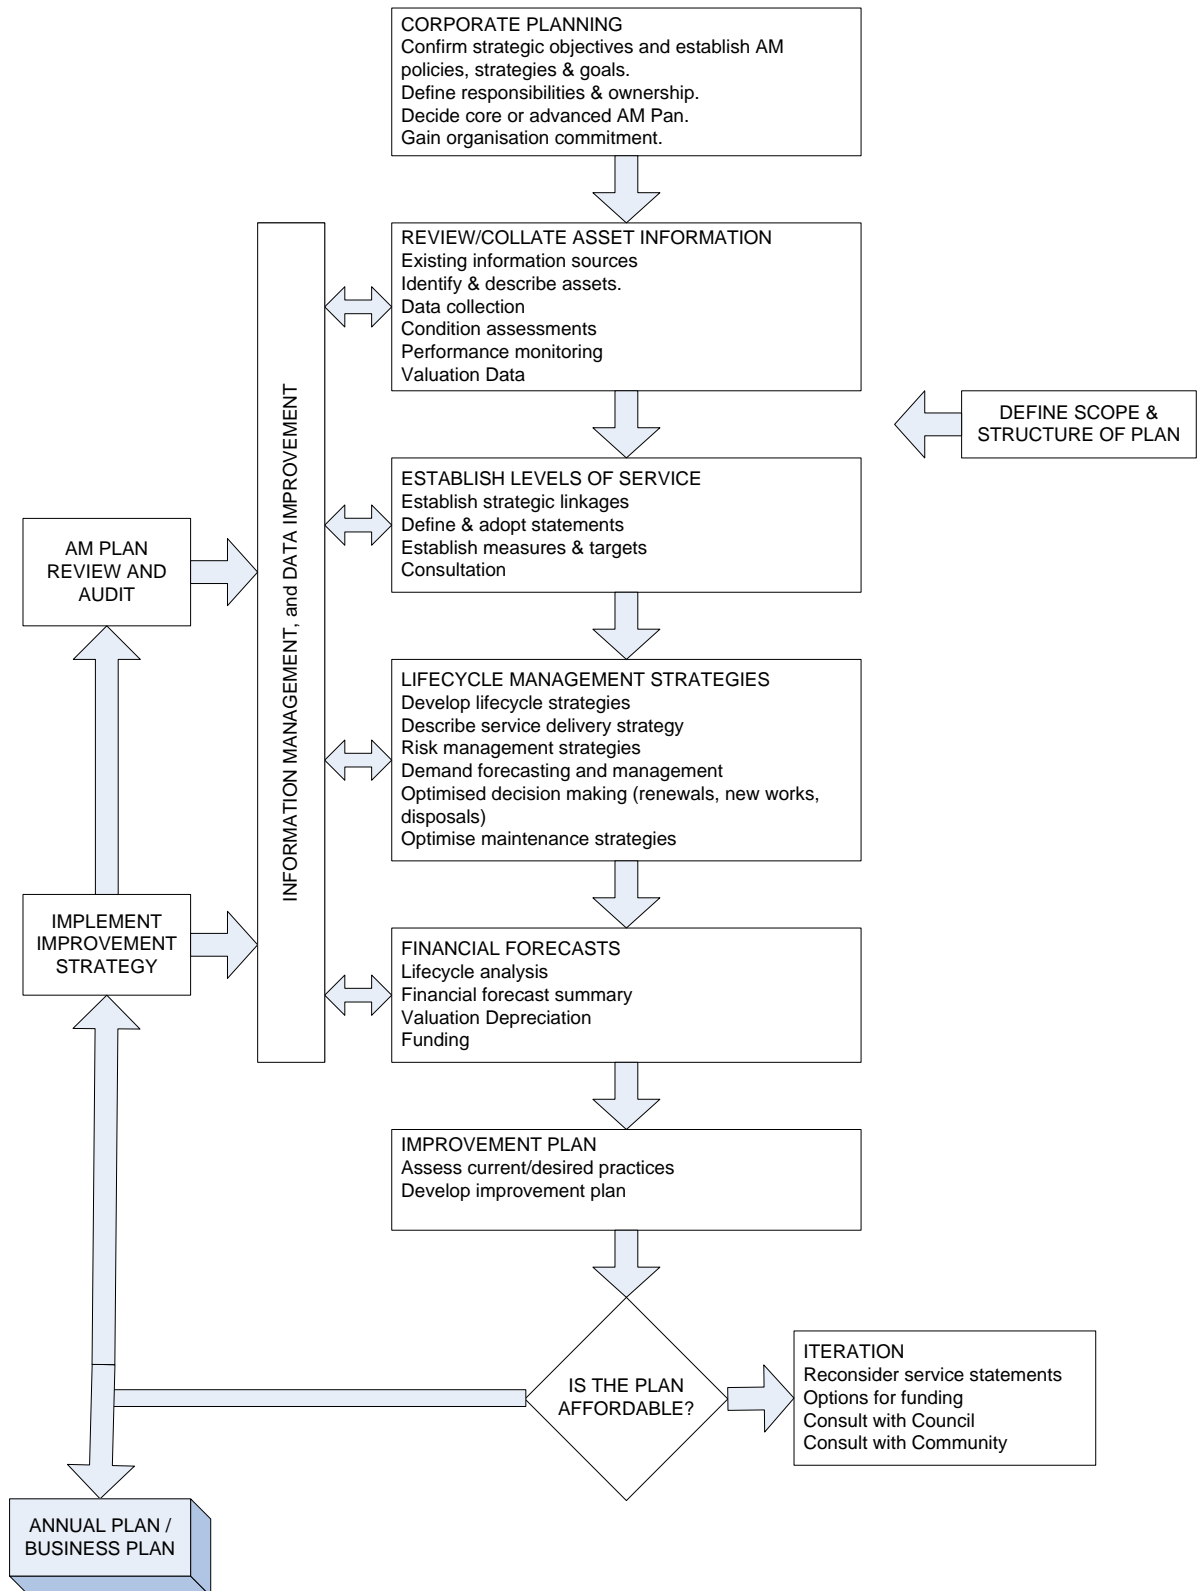 CORPORATE PLANNING
Confirm strategic objectives and establish AM
policies, strategies & goals.
Define responsibilities & ownership.
Decide core or advanced AM Pan.
Gain organisation commitment.
REVIEW/COLLATE ASSET INFORMATION
Existing information sources
Identify & describe assets.
Data collection
Condition assessments
Performance monitoring
Valuation Data
DEFINE SCOPE &
STRUCTURE OF PLAN
INFORMATION MANAGEMENT, and DATA IMPROVEMENT
ESTABLISH LEVELS OF SERVICE
Establish strategic linkages
Define & adopt statements
Establish measures & targets
Consultation
AM PLAN
REVIEW AND
AUDIT
LIFECYCLE MANAGEMENT STRATEGIES
Develop lifecycle strategies
Describe service delivery strategy
Risk management strategies
Demand forecasting and management
Optimised decision making (renewals, new works,
disposals)
Optimise maintenance strategies
IMPLEMENT
IMPROVEMENT
STRATEGY
FINANCIAL FORECASTS
Lifecycle analysis
Financial forecast summary
Valuation Depreciation
Funding
IMPROVEMENT PLAN
Assess current/desired practices
Develop improvement plan
IS THE PLAN
AFFORDABLE?
ITERATION
Reconsider service statements
Options for funding
Consult with Council
Consult with Community
ANNUAL PLAN /
BUSINESS PLAN